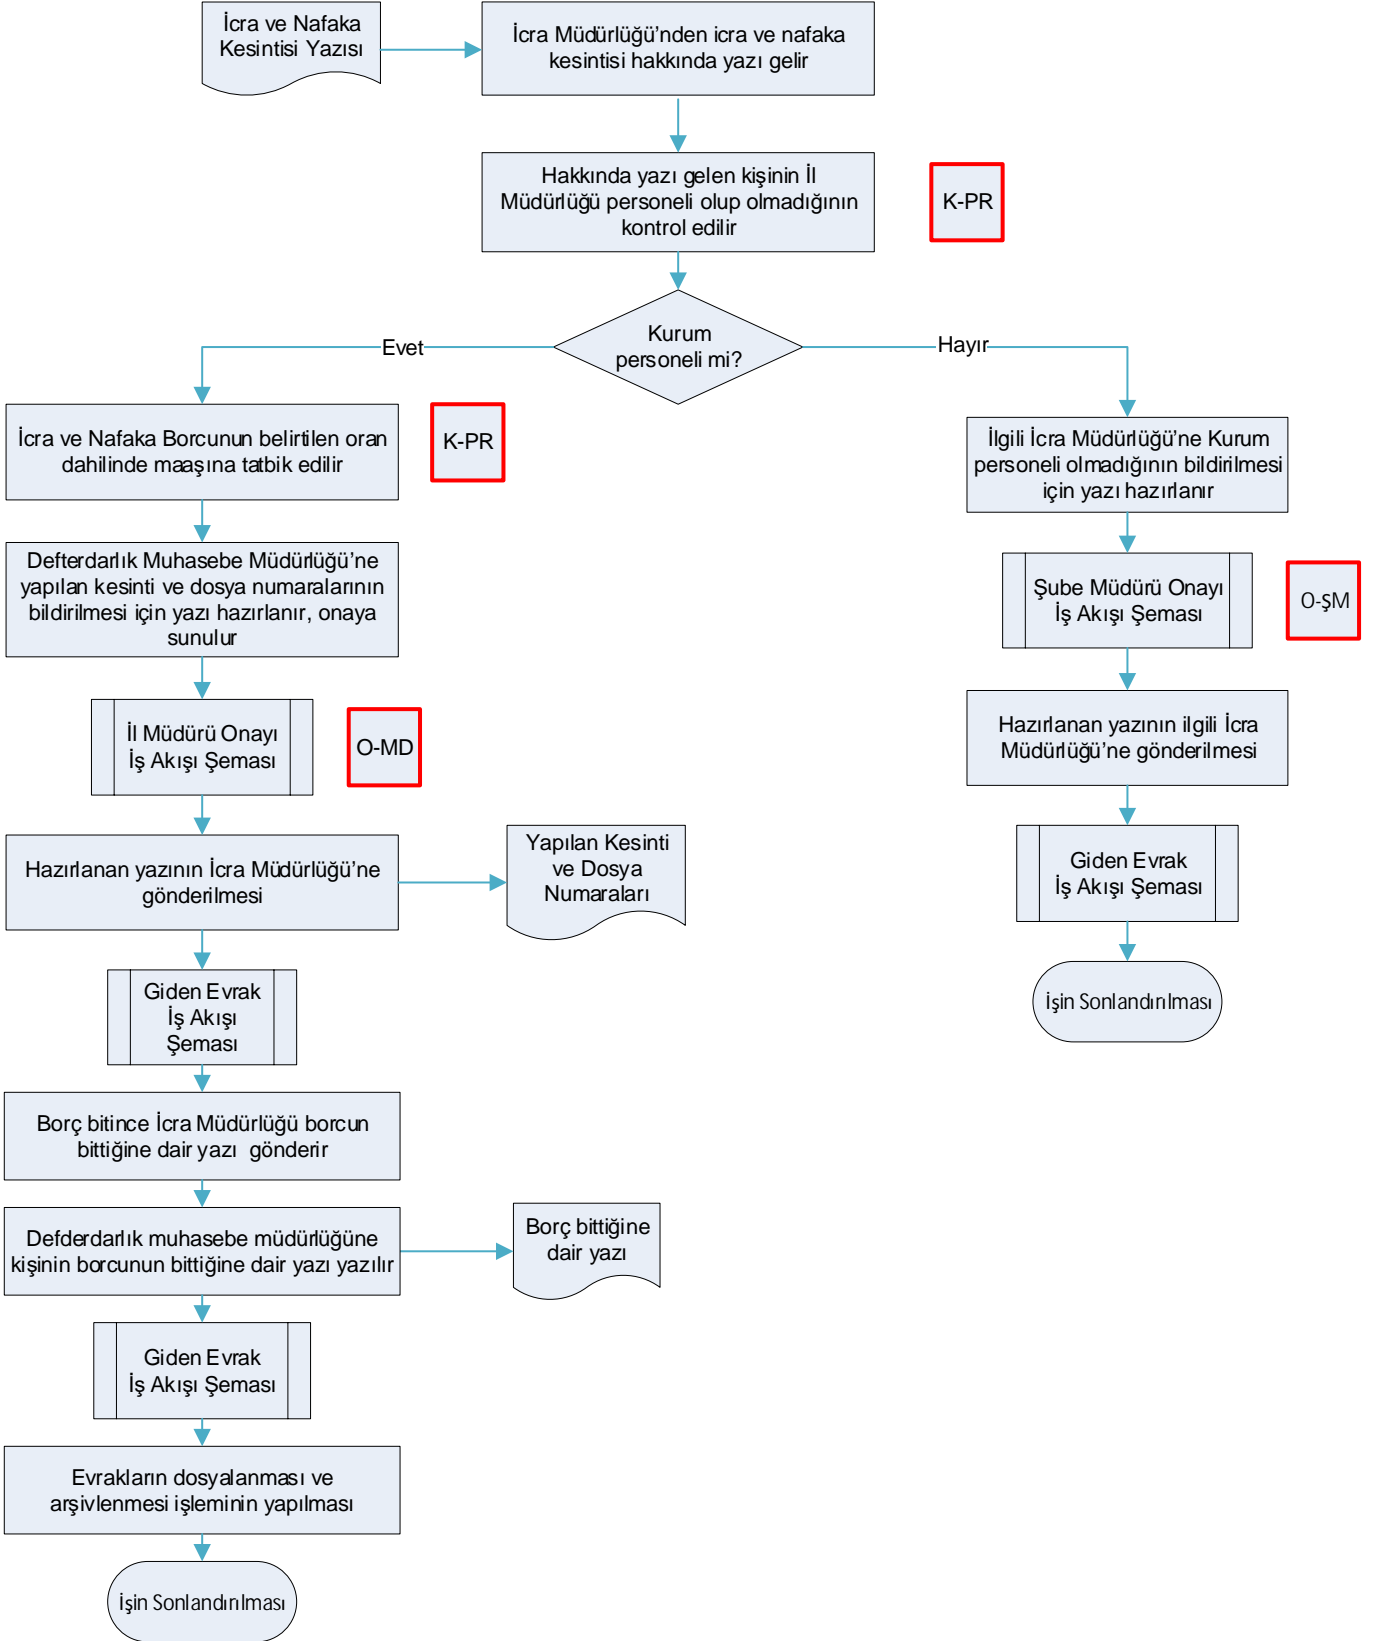 İcra ve Nafaka
Kesintisi Yazısı
İcra Müdürlüğü’nden icra ve nafaka
kesintisi hakkında yazı gelir
Hakkında yazı gelen kişinin İl
Müdürlüğü personeli olup olmadığının
kontrol edilir
K-PR
Kurum
personeli mi?
Evet
Hayır
İcra ve Nafaka Borcunun belirtilen oran
dahilinde maaşına tatbik edilir
K-PR
Defterdarlık Muhasebe Müdürlüğü’ne
yapılan kesinti ve dosya numaralarının
bildirilmesi için yazı hazırlanır, onaya
sunulur
İl Müdürü Onayı
İş Akışı Şeması
O-MD
Hazırlanan yazının İcra Müdürlüğü’ne
gönderilmesi
Yapılan Kesinti
ve Dosya
Numaraları
Giden Evrak
İş Akışı
Şeması
Borç bitince İcra Müdürlüğü borcun
bittiğine dair yazı  gönderir
Defderdarlık muhasebe müdürlüğüne
kişinin borcunun bittiğine dair yazı yazılır
Borç bittiğine
dair yazı
Giden Evrak
İş Akışı Şeması
Evrakların dosyalanması ve
arşivlenmesi işleminin yapılması
İşin Sonlandırılması
İlgili İcra Müdürlüğü’ne Kurum
personeli olmadığının bildirilmesi
için yazı hazırlanır
Şube Müdürü Onayı
İş Akışı Şeması
O-ŞM
Hazırlanan yazının ilgili İcra
Müdürlüğü’ne gönderilmesi
Giden Evrak
İş Akışı Şeması
İşin Sonlandırılması